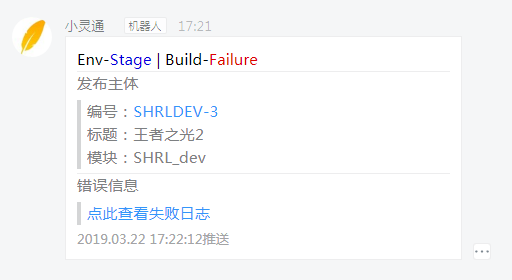 小灵通 机器人 17:21
Env-Stage | Build-Failure
发布主体
编号：SHRLDEV-3
标题：王者之光2
模块：SHRL_dev
错误信息
点此查看失败日志
2019.03.22 17:22:12推送